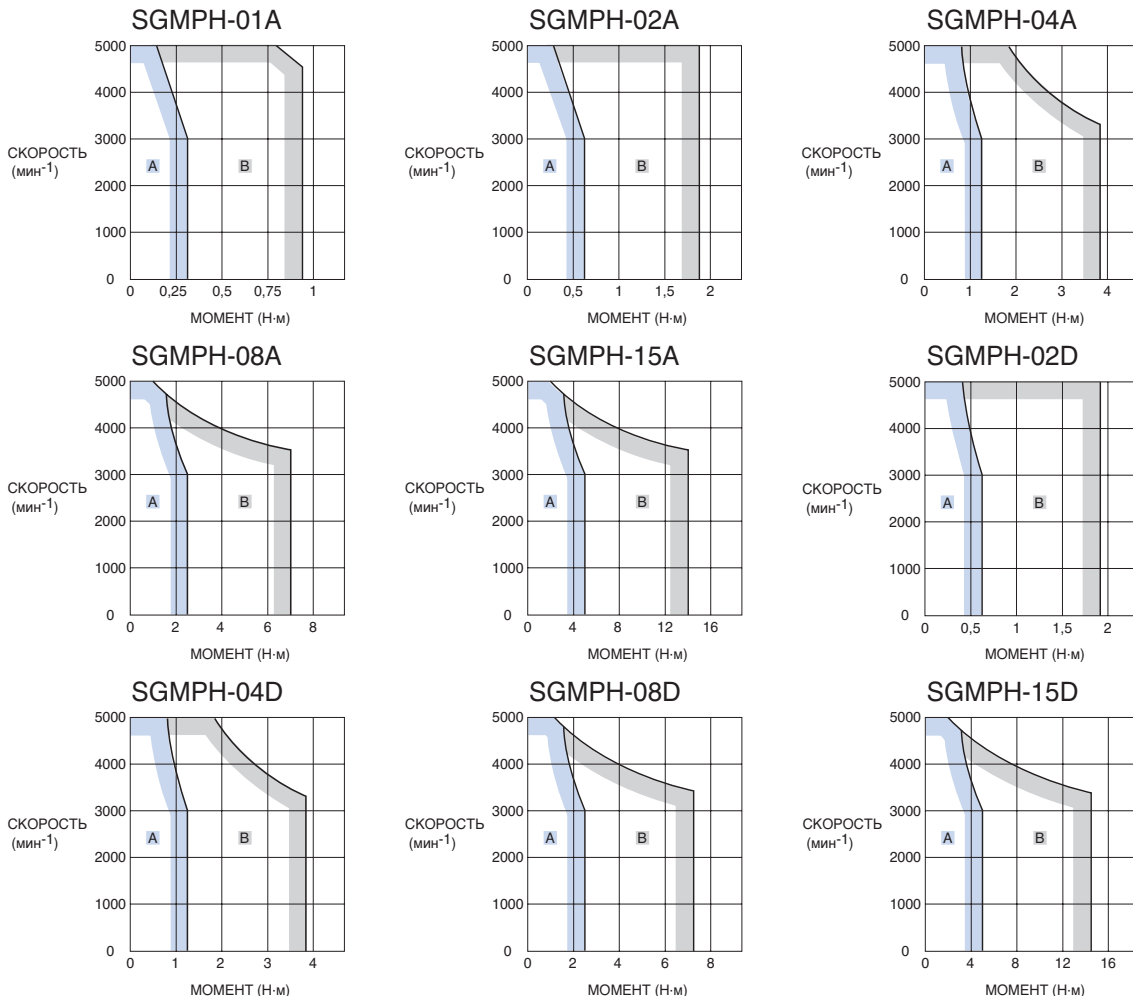 SGMPH-01A
5000
4000
СКОРОСТЬ
(мин-1)
3000
2000
1000
0
A
B
0 0,25 0,5 0,75 1
МОМЕНТ (Н·м)
SGMPH-02A
5000
4000
СКОРОСТЬ
(мин-1)
3000
2000
1000
0
A
B
0 0,5 1 1,5 2
МОМЕНТ (Н·м)
SGMPH-04A
5000
4000
СКОРОСТЬ
(мин-1)
3000
2000
1000
0
A
B
0 1 2 3 4
МОМЕНТ (Н·м)
SGMPH-08A
5000
4000
3000
СКОРОСТЬ
(мин-1)
2000
1000
0
A
B
0 2 4 6 8
МОМЕНТ (Н·м)
SGMPH-15A
5000
4000
3000
СКОРОСТЬ
(мин-1)
2000
1000
0
A
B
0 4 8 12 16
МОМЕНТ (Н·м)
SGMPH-02D
5000
4000
3000
СКОРОСТЬ
(мин-1)
2000
1000
0
A
B
0 0,5 1 1,5 2
МОМЕНТ (Н·м)
SGMPH-04D
5000
4000
3000
СКОРОСТЬ
(мин-1)
2000
1000
0
A
B
0 1 2 3 4
МОМЕНТ (Н·м)
SGMPH-08D
5000
4000
3000
СКОРОСТЬ
(мин-1)
2000
1000
0
A
B
0 2 4 6 8
МОМЕНТ (Н·м)
SGMPH-15D
5000
4000
3000
СКОРОСТЬ
(мин-1)
2000
1000
0
A
B
0 4 8 12 16
МОМЕНТ (Н·м)